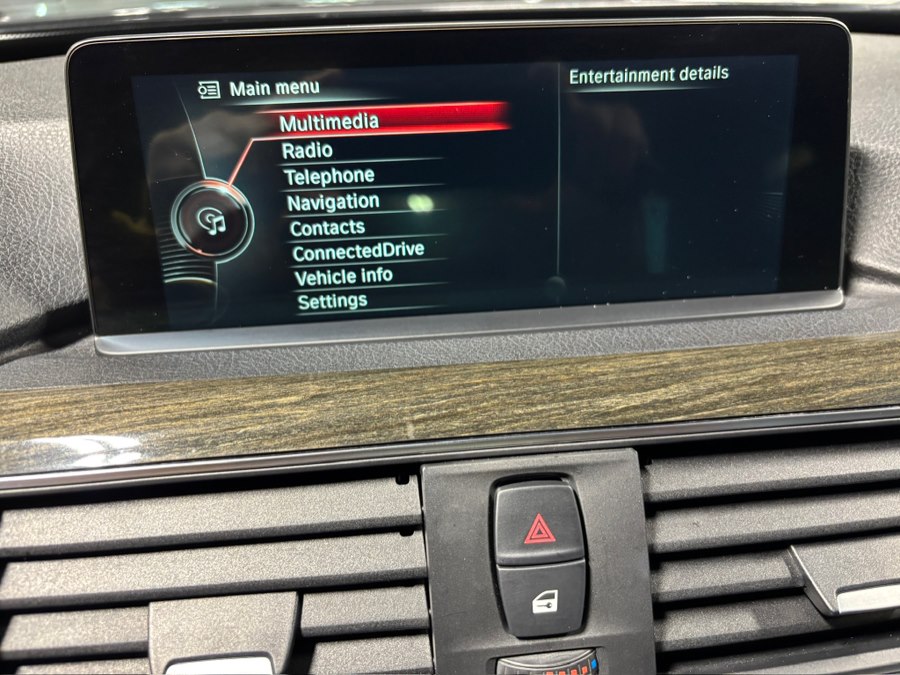 Main menu
Entertainment details
Multimedia
Radio
Telephone
Navigation
Contacts
ConnectedDrive
Vehicle info
Settings